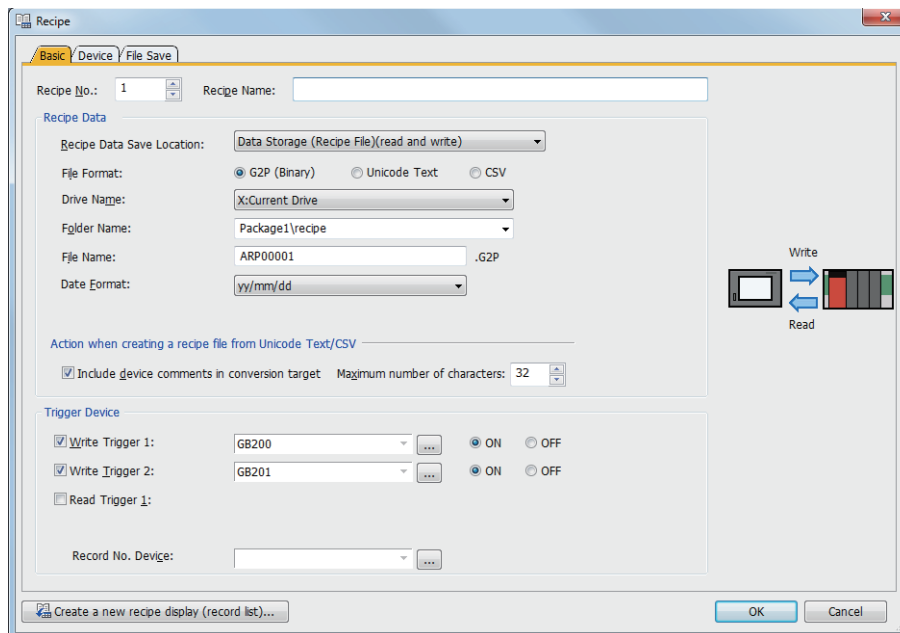 Recipe
Basic Device File Save
Recipe No.: 1 Recipe Name:
Recipe Data
Recipe Data Save Location: Data Storage (Recipe File)(read and write)
File Format: G2P (Binary) Unicode Text CSV
Drive Name: X:Current Drive
Folder Name: Package1\recipe
File Name: ARP00001 .G2P
Date Format: yy/mm/dd
Write
Read
Action when creating a recipe file from Unicode Text/CSV
Include device comments in conversion target Maximum number of characters: 32
Trigger Device
Write Trigger 1: GB200 ... ON OFF
Write Trigger 2: GB201 ... ON OFF
Read Trigger 1:
Record No. Device: ...
Create a new recipe display (record list)... OK Cancel